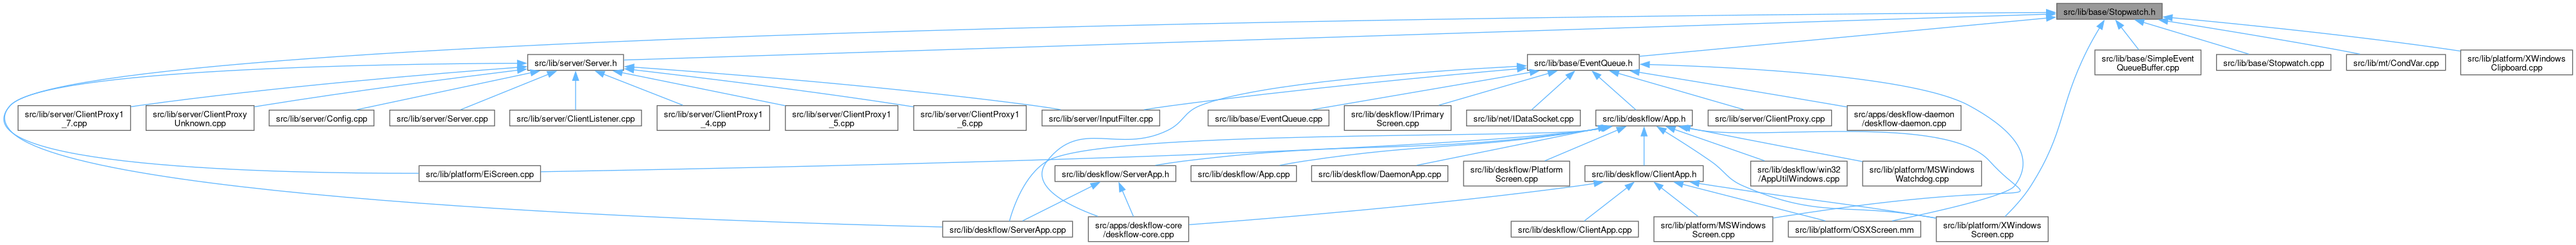 src/lib/base/Stopwatch.h
src/lib/server/Server.h
src/lib/base/EventQueue.h
src/lib/base/SimpleEvent
QueueBuffer.cpp
src/lib/base/Stopwatch.cpp
src/lib/mt/CondVar.cpp
src/lib/platform/XWindows
Clipboard.cpp
src/lib/server/ClientProxy1
_7.cpp
src/lib/server/ClientProxy
Unknown.cpp
src/lib/server/Config.cpp
src/lib/server/Server.cpp
src/lib/server/ClientListener.cpp
src/lib/server/ClientProxy1
_4.cpp
src/lib/server/ClientProxy1
_5.cpp
src/lib/server/ClientProxy1
_6.cpp
src/lib/server/InputFilter.cpp
src/lib/base/EventQueue.cpp
src/lib/deskflow/IPrimary
Screen.cpp
src/lib/net/IDataSocket.cpp
src/lib/deskflow/App.h
src/lib/server/ClientProxy.cpp
src/apps/deskflow-daemon
/deskflow-daemon.cpp
src/lib/platform/EiScreen.cpp
src/lib/deskflow/ServerApp.h
src/lib/deskflow/App.cpp
src/lib/deskflow/DaemonApp.cpp
src/lib/deskflow/Platform
Screen.cpp
src/lib/deskflow/ClientApp.h
src/lib/deskflow/win32
/AppUtilWindows.cpp
src/lib/platform/MSWindows
Watchdog.cpp
src/lib/deskflow/ServerApp.cpp
src/apps/deskflow-core
/deskflow-core.cpp
src/lib/deskflow/ClientApp.cpp
src/lib/platform/MSWindows
Screen.cpp
src/lib/platform/OSXScreen.mm
src/lib/platform/XWindows
Screen.cpp